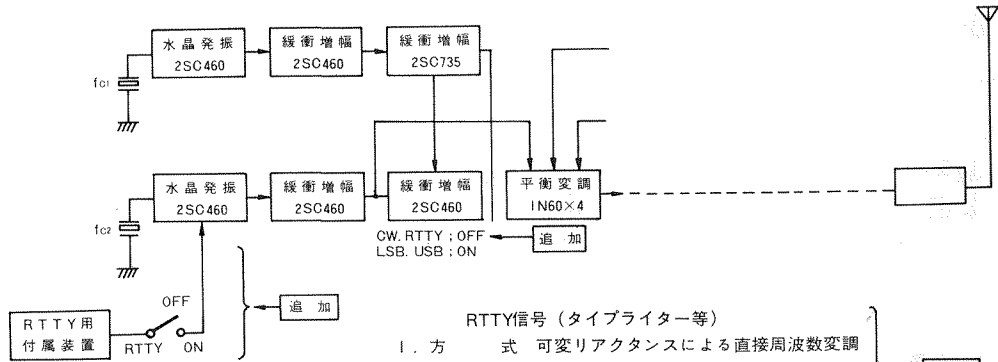 水晶発振
2SC460
緩衝増幅
2SC460
緩衝増幅
2SC735
fC1
水晶発振
2SC460
緩衝増幅
2SC460
緩衝増幅
2SC460
平衡変調
1N60×4
fC2
CW. RTTY ; OFF
LSB. USB ; ON
追加
RTTY用
付属装置
OFF
RTTY ON
追加
RTTY信号（タイプライター等）
1. 方 式 可変リアクタンスによる直接周波数変調